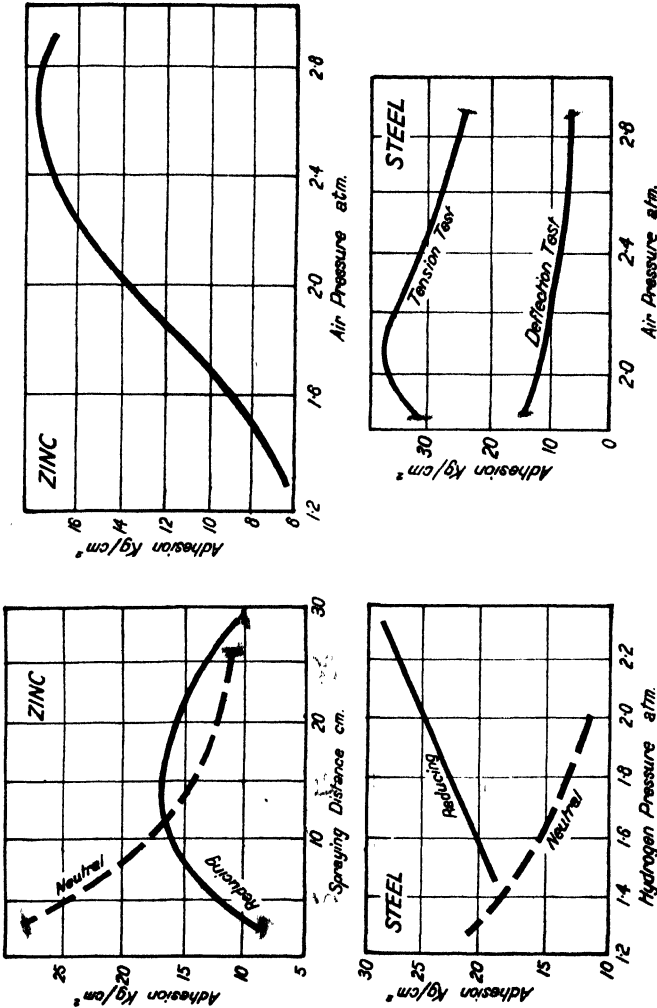 ZINC
Neutral
Reducing
Adhesion Kg/cm²
25
20
15
10
5
10
20
30
Spraying Distance cm.
ZINC
Adhesion Kg/cm²
16
14
12
10
8
6
1·2
1·6
2·0
2·4
2·8
Air Pressure atm.
STEEL
Reducing
Neutral
Adhesion Kg/cm²
30
25
20
15
10
1·2
1·4
1·6
1·8
2·0
2·2
Hydrogen Pressure atm.
STEEL
Tension Test
Deflection Test
Adhesion Kg/cm²
30
20
10
0
2·0
2·4
2·8
Air Pressure atm.